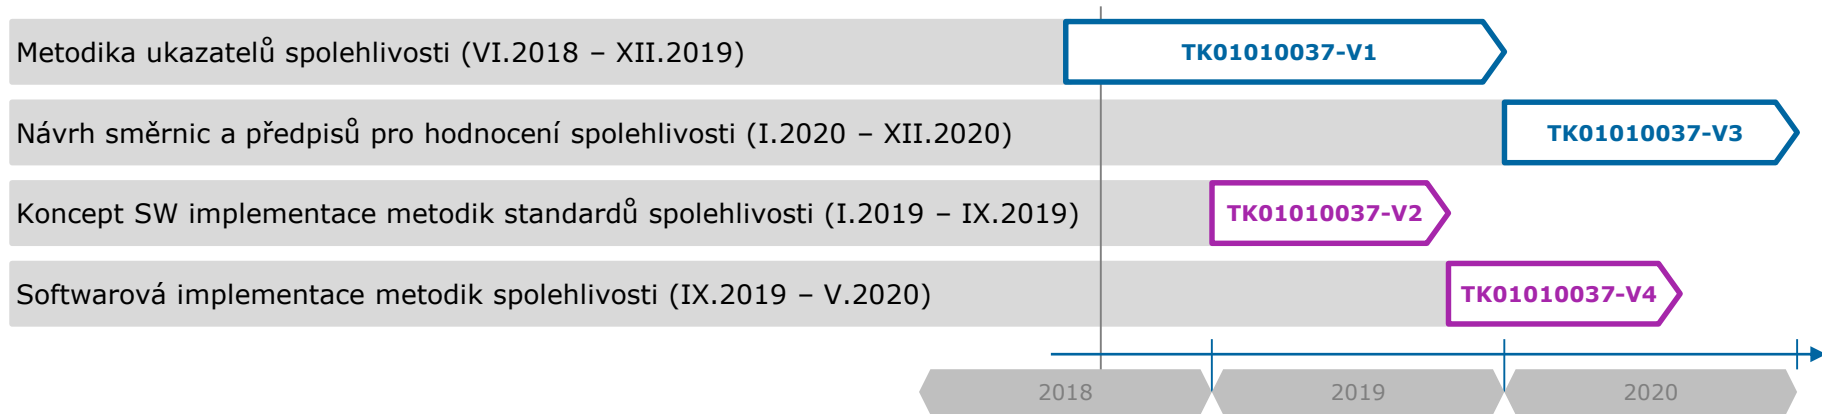 Metodika ukazatelů spolehlivosti (VI.2018 – XII.2019)
TK01010037-V1
Návrh směrnic a předpisů pro hodnocení spolehlivosti (I.2020 – XII.2020)
TK01010037-V3
Koncept SW implementace metodik standardů spolehlivosti (I.2019 – IX.2019)
TK01010037-V2
Softwarová implementace metodik spolehlivosti (IX.2019 – V.2020)
TK01010037-V4
2018
2019
2020